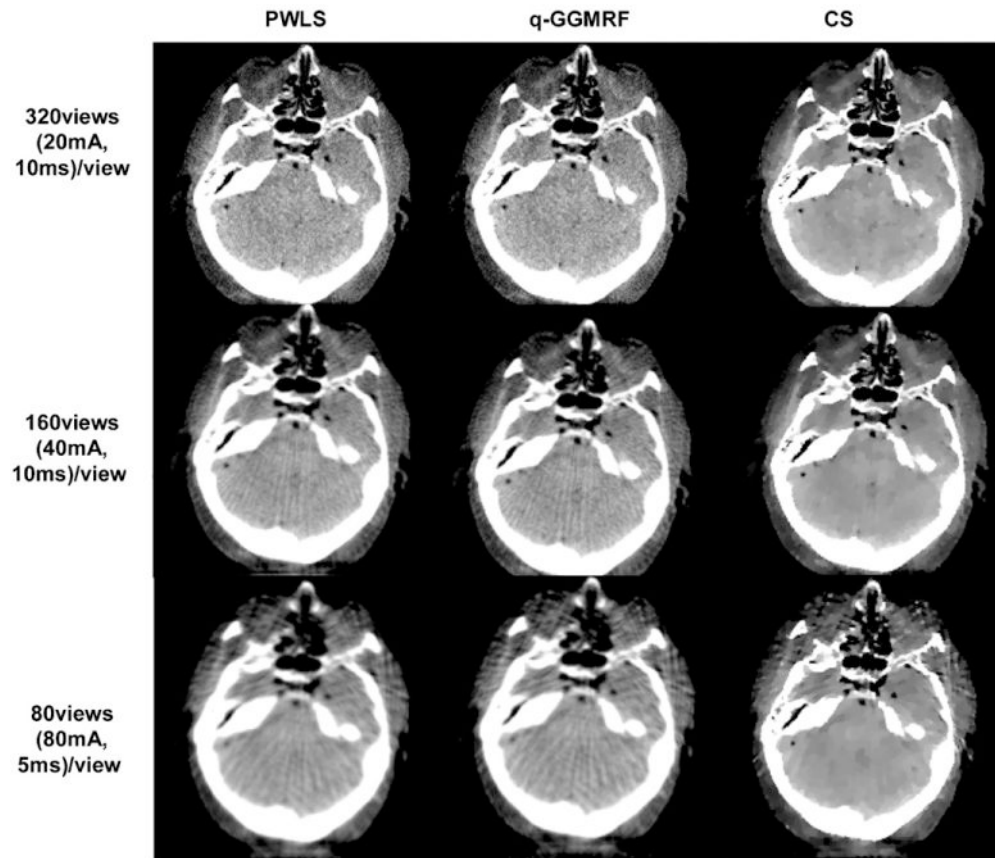 PWLS q-GGMRF CS
320views
(20mA,
10ms)/view
160views
(40mA,
10ms)/view
80views
(80mA,
5ms)/view